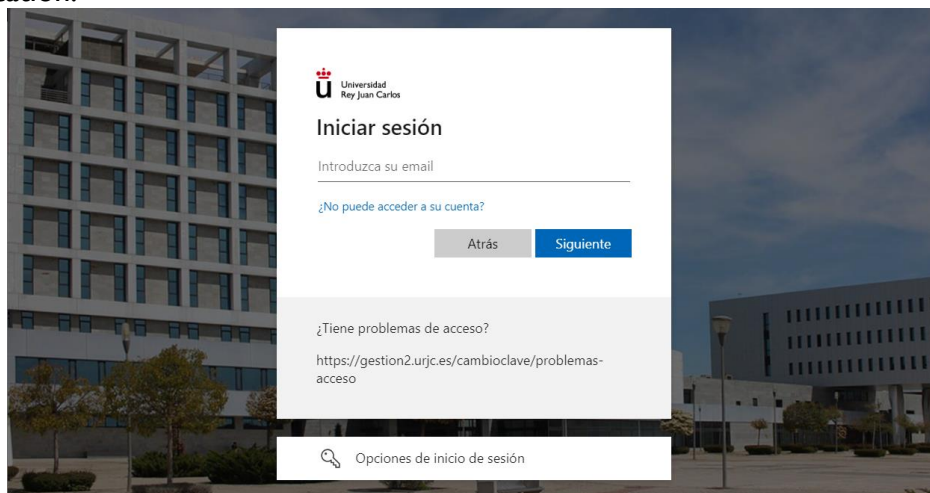 Universidad
Rey Juan Carlos
Iniciar sesión
Introduzca su email
¿No puede acceder a su cuenta?
Atrás Siguiente
¿Tiene problemas de acceso?
https://gestion2.urjc.es/cambioclave/problemas-
acceso
Opciones de inicio de sesión